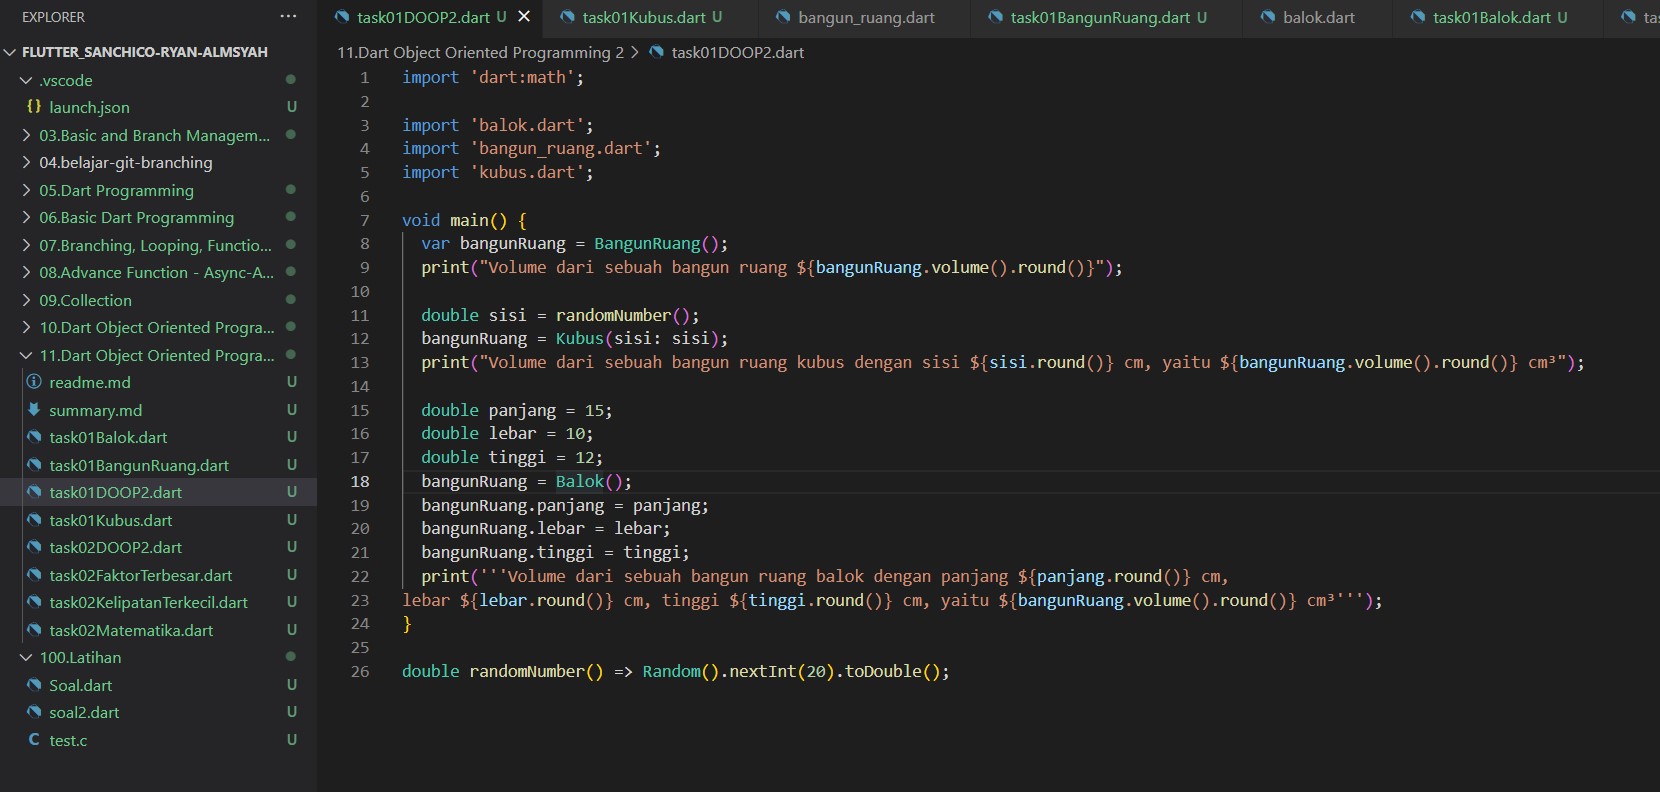 EXPLORER
FLUTTER_SANCHICO-RYAN-ALMSYAH
.vscode
{} launch.json U
03.Basic and Branch Managem...
04.belajar-git-branching
05.Dart Programming
06.Basic Dart Programming
07.Branching, Looping, Functio...
08.Advance Function - Async-A...
09.Collection
10.Dart Object Oriented Progra...
11.Dart Object Oriented Progra...
readme.md U
summary.md U
task01Balok.dart U
task01BangunRuang.dart U
task01DOOP2.dart U
task01Kubus.dart U
task02DOOP2.dart U
task02FaktorTerbesar.dart U
task02KelipatanTerkecil.dart U
task02Matematika.dart U
100.Latihan
Soal.dart U
soal2.dart U
C test.c U
task01DOOP2.dart U task01Kubus.dart U bangun_ruang.dart task01BangunRuang.dart U balok.dart task01Balok.dart U tas
11.Dart Object Oriented Programming 2 > task01DOOP2.dart
1 import 'dart:math';
2
3 import 'balok.dart';
4 import 'bangun_ruang.dart';
5 import 'kubus.dart';
6
7 void main() {
8 var bangunRuang = BangunRuang();
9 print("Volume dari sebuah bangun ruang ${bangunRuang.volume().round()}");
10
11 double sisi = randomNumber();
12 bangunRuang = Kubus(sisi: sisi);
13 print("Volume dari sebuah bangun ruang kubus dengan sisi ${sisi.round()} cm, yaitu ${bangunRuang.volume().round()} cm³");
14
15 double panjang = 15;
16 double lebar = 10;
17 double tinggi = 12;
18 bangunRuang = Balok();
19 bangunRuang.panjang = panjang;
20 bangunRuang.lebar = lebar;
21 bangunRuang.tinggi = tinggi;
22 print('''Volume dari sebuah bangun ruang balok dengan panjang ${panjang.round()} cm,
23 lebar ${lebar.round()} cm, tinggi ${tinggi.round()} cm, yaitu ${bangunRuang.volume().round()} cm³''');
24 }
25
26 double randomNumber() => Random().nextInt(20).toDouble();